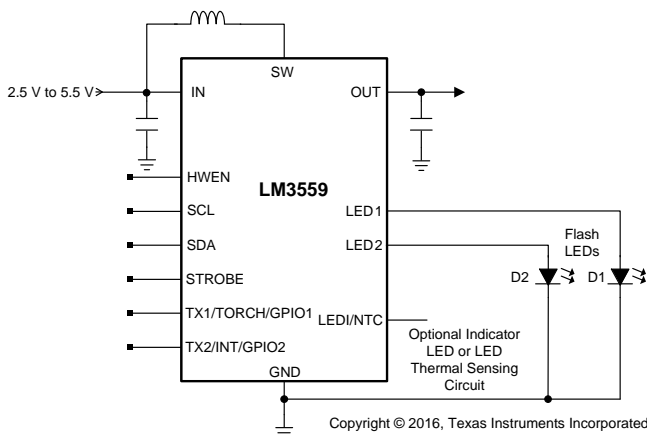 SW
2.5 V to 5.5 V
IN
OUT
HWEN
LM3559
SCL
LED1
SDA
LED2
Flash
LEDs
STROBE
D2
D1
TX1/TORCH/GPIO1
LEDI/NTC
Optional Indicator
LED or LED
Thermal Sensing
Circuit
TX2/INT/GPIO2
GND
Copyright © 2016, Texas Instruments Incorporated